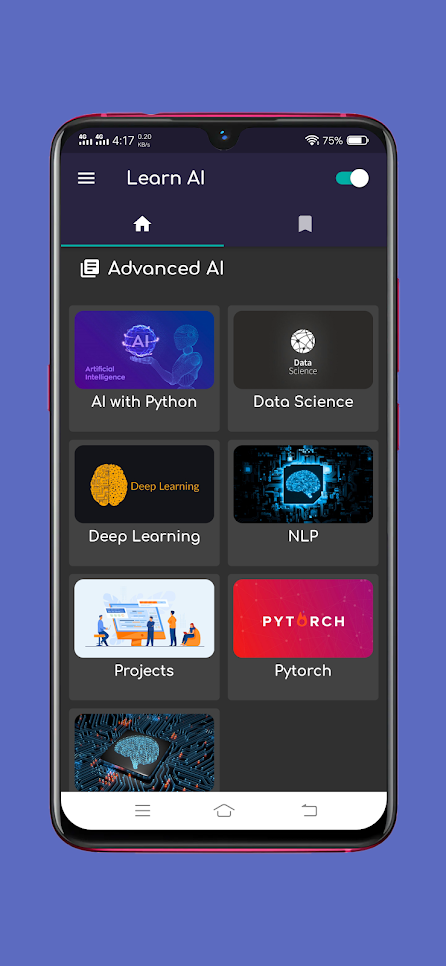 4G 4G 4:17 0.20 KB/s 75%
Learn AI
Advanced AI
AI
Artificial
Intelligence
AI with Python
Data
Science
Data Science
Deep Learning
Deep Learning
NLP
Projects
PYTORCH
Pytorch